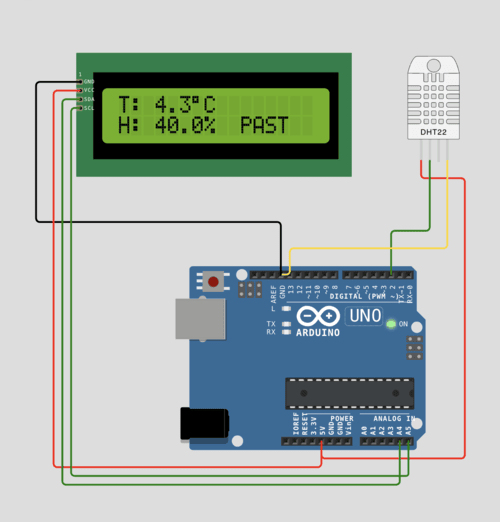 1
GND
VCC
SDA
SCL
T: 4.3°C
H: 40.0% PAST
DHT22
AREF
GND
13
12
~11
~10
~9
8
7
~6
~5
4
~3
2
TX→1
RX←0
DIGITAL (PWM ~)
L
TX
RX
UNO
ON
ARDUINO
IOREF
RESET
3.3V
5V
GND
GND
Vin
POWER
ANALOG IN
A0
A1
A2
A3
A4
A5